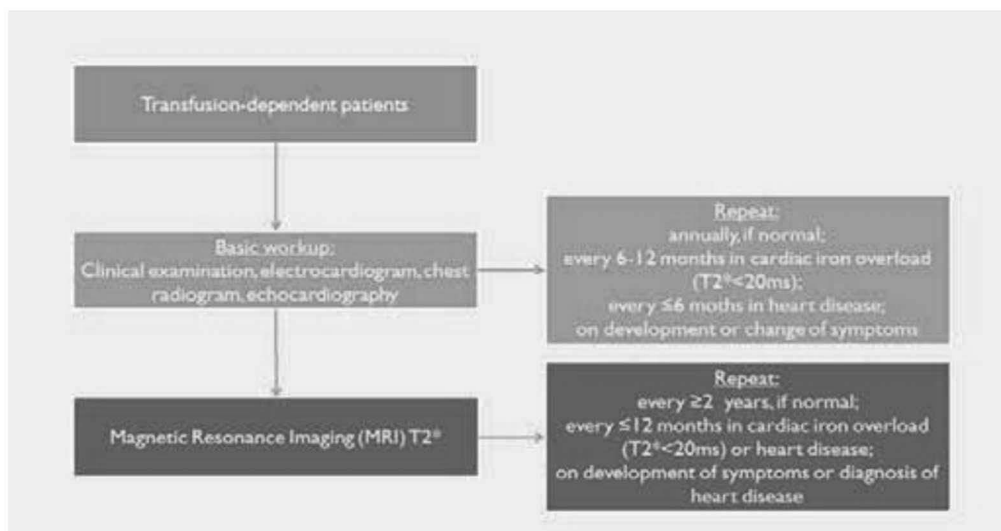 Transfusion-dependent patients
Basic workup:
Clinical examination, electrocardiogram, chest
radiogram, echocardiography
Repeat:
annually, if normal;
every 6-12 months in cardiac iron overload
(T2*<20ms);
every ≤6 moths in heart disease;
on development or change of symptoms
Magnetic Resonance Imaging (MRI) T2*
Repeat:
every ≥2 years, if normal;
every ≤12 months in cardiac iron overload
(T2*<20ms) or heart disease;
on development of symptoms or diagnosis of
heart disease